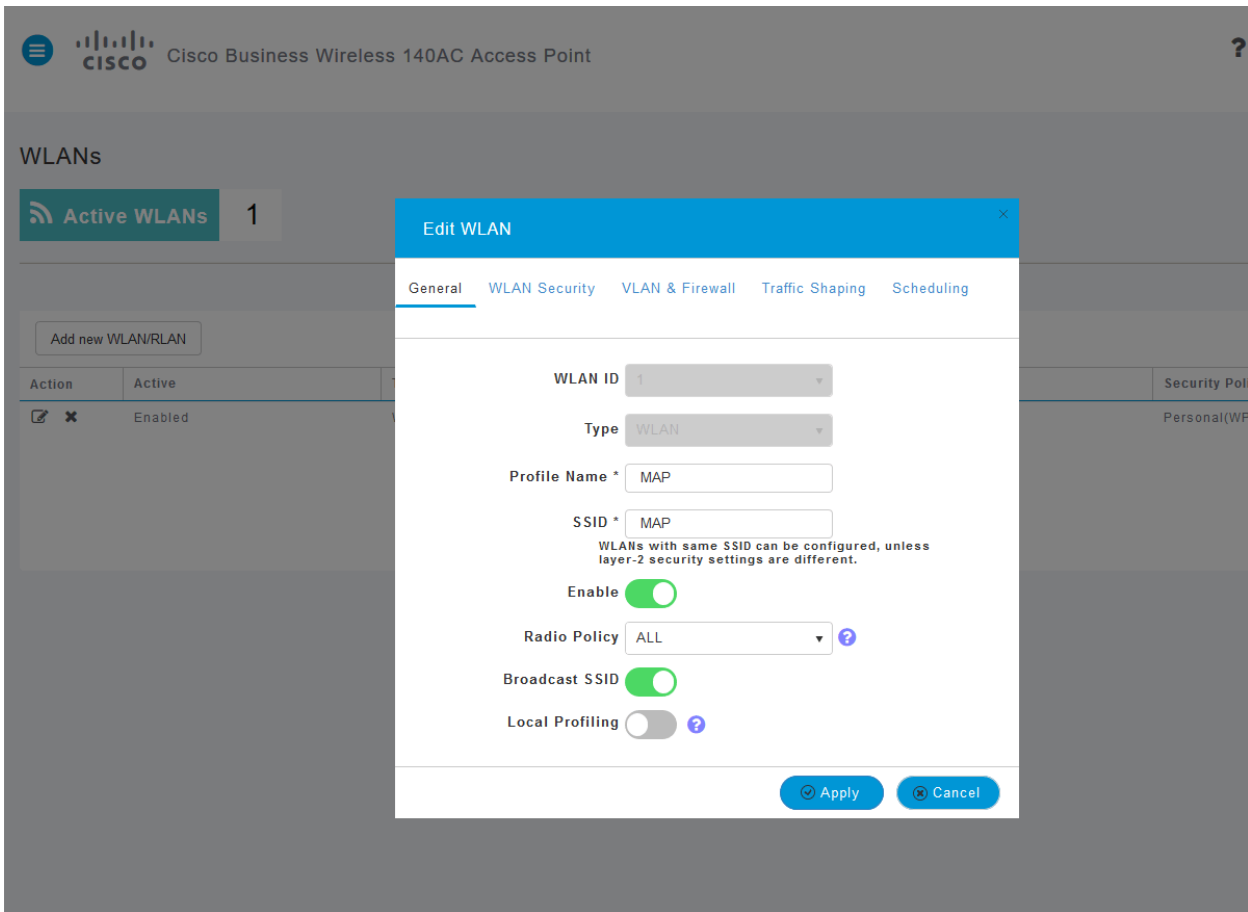 CISCO Cisco Business Wireless 140AC Access Point ?
WLANs
Active WLANs 1
Edit WLAN ×
General WLAN Security VLAN & Firewall Traffic Shaping Scheduling
Add new WLAN/RLAN
Action Active Security
Enabled
WLAN ID 1
Type WLAN
Profile Name * MAP
SSID * MAP
WLANs with same SSID can be configured, unless
layer-2 security settings are different.
Enable
Radio Policy ALL ?
Broadcast SSID
Local Profiling ?
Apply Cancel